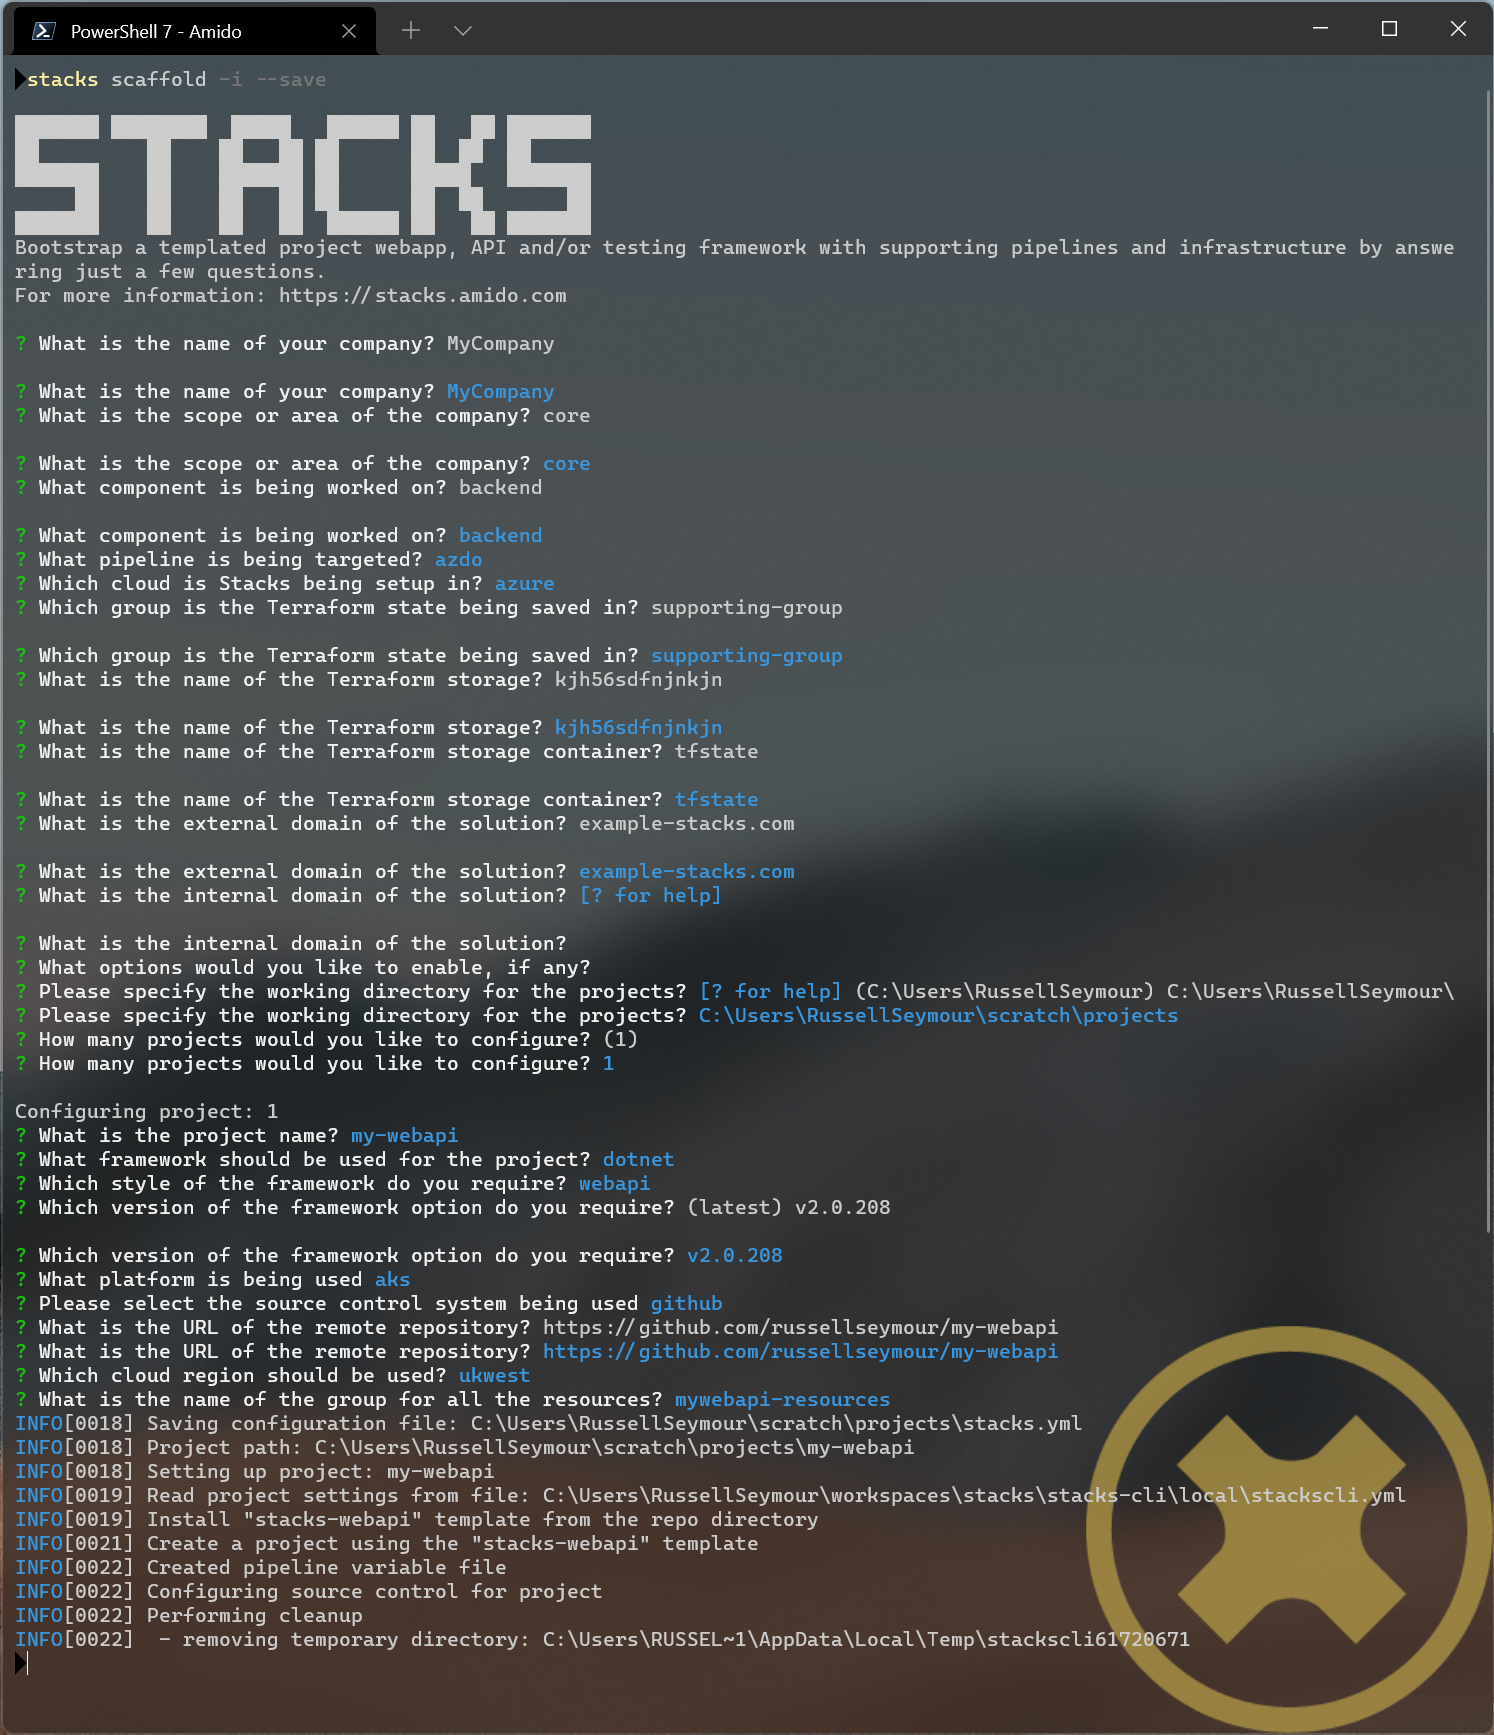 PowerShell 7 - Amido
stacks scaffold -i --save
STACKS
Bootstrap a templated project webapp, API and/or testing framework with supporting pipelines and infrastructure by answe
ring just a few questions.
For more information: https://stacks.amido.com
? What is the name of your company? MyCompany
? What is the name of your company? MyCompany
? What is the scope or area of the company? core
? What is the scope or area of the company? core
? What component is being worked on? backend
? What component is being worked on? backend
? What pipeline is being targeted? azdo
? Which cloud is Stacks being setup in? azure
? Which group is the Terraform state being saved in? supporting-group
? Which group is the Terraform state being saved in? supporting-group
? What is the name of the Terraform storage? kjh56sdfnjnkjn
? What is the name of the Terraform storage? kjh56sdfnjnkjn
? What is the name of the Terraform storage container? tfstate
? What is the name of the Terraform storage container? tfstate
? What is the external domain of the solution? example-stacks.com
? What is the external domain of the solution? example-stacks.com
? What is the internal domain of the solution? [? for help]
? What is the internal domain of the solution?
? What options would you like to enable, if any?
? Please specify the working directory for the projects? [? for help] (C:\Users\RussellSeymour) C:\Users\RussellSeymour\
? Please specify the working directory for the projects? C:\Users\RussellSeymour\scratch\projects
? How many projects would you like to configure? (1)
? How many projects would you like to configure? 1
Configuring project: 1
? What is the project name? my-webapi
? What framework should be used for the project? dotnet
? Which style of the framework do you require? webapi
? Which version of the framework option do you require? (latest) v2.0.208
? Which version of the framework option do you require? v2.0.208
? What platform is being used aks
? Please select the source control system being used github
? What is the URL of the remote repository? https://github.com/russellseymour/my-webapi
? What is the URL of the remote repository? https://github.com/russellseymour/my-webapi
? Which cloud region should be used? ukwest
? What is the name of the group for all the resources? mywebapi-resources
INFO[0018] Saving configuration file: C:\Users\RussellSeymour\scratch\projects\stacks.yml
INFO[0018] Project path: C:\Users\RussellSeymour\scratch\projects\my-webapi
INFO[0018] Setting up project: my-webapi
INFO[0019] Read project settings from file: C:\Users\RussellSeymour\workspaces\stacks\stacks-cli\local\stackscli.yml
INFO[0019] Install "stacks-webapi" template from the repo directory
INFO[0021] Create a project using the "stacks-webapi" template
INFO[0022] Created pipeline variable file
INFO[0022] Configuring source control for project
INFO[0022] Performing cleanup
INFO[0022]  - removing temporary directory: C:\Users\RUSSEL~1\AppData\Local\Temp\stackscli61720671